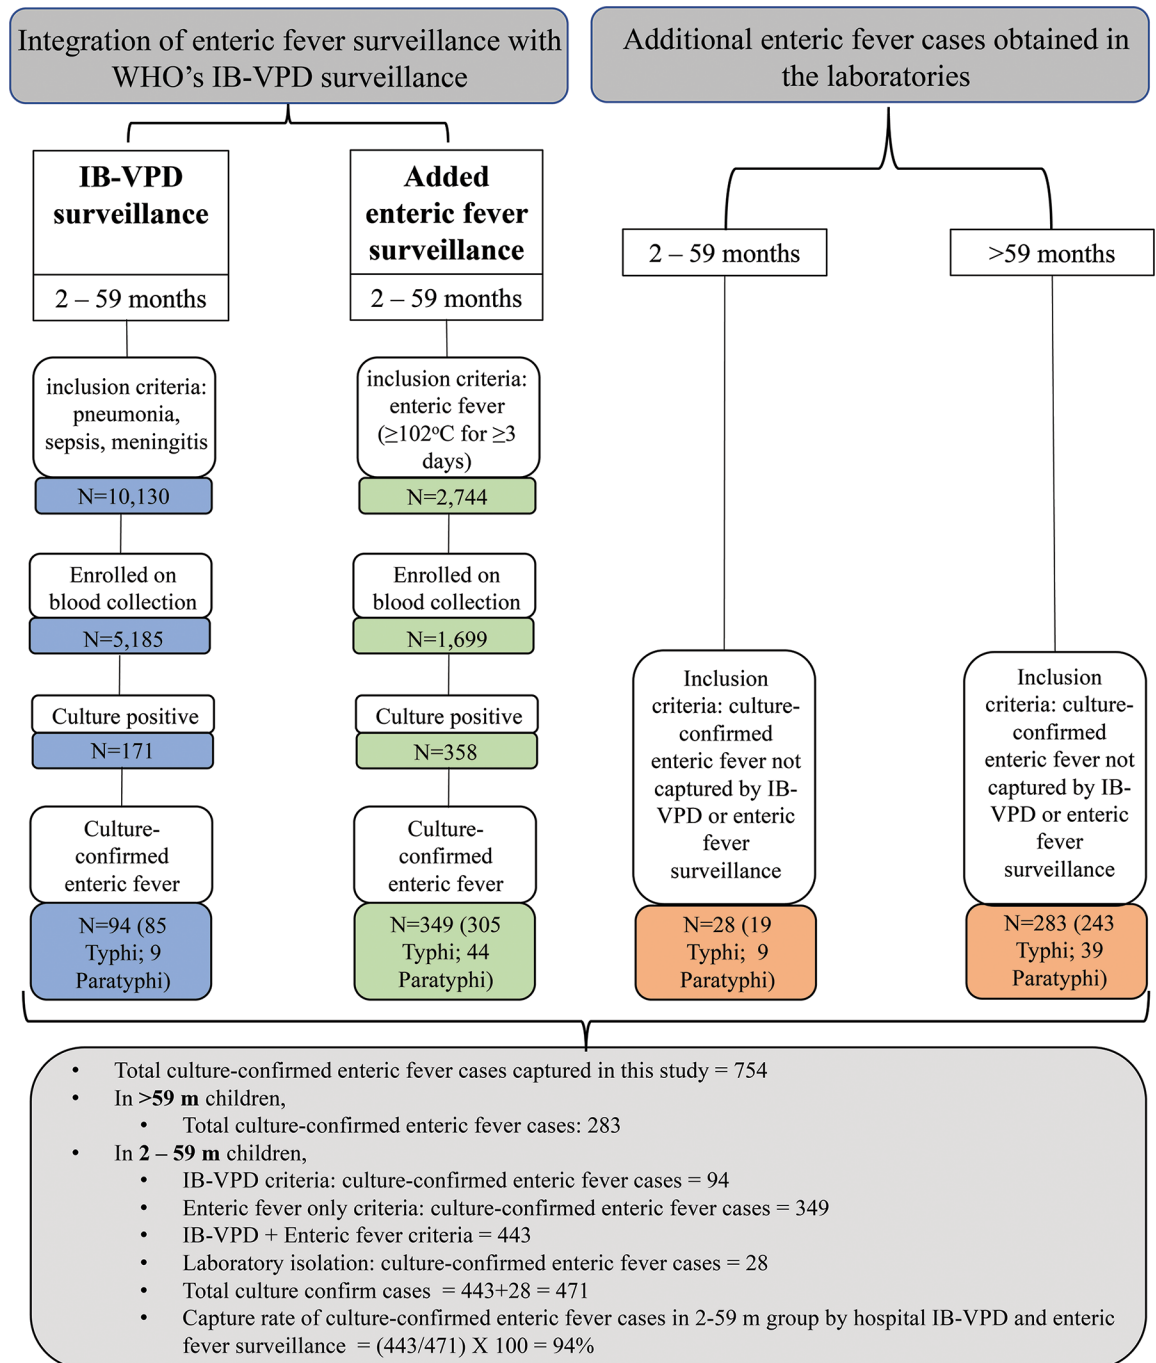 Integration of enteric fever surveillance with
WHO's IB-VPD surveillance
Additional enteric fever cases obtained in
the laboratories
IB-VPD
surveillance
2 – 59 months
inclusion criteria:
pneumonia,
sepsis, meningitis
N=10,130
Enrolled on
blood collection
N=5,185
Culture positive
N=171
Culture-
confirmed
enteric fever
N=94 (85
Typhi; 9
Paratyphi)
Added
enteric fever
surveillance
2 – 59 months
inclusion criteria:
enteric fever
(≥102ºC for ≥3
days)
N=2,744
Enrolled on
blood collection
N=1,699
Culture positive
N=358
Culture-
confirmed
enteric fever
N=349 (305
Typhi; 44
Paratyphi)
2 – 59 months
Inclusion
criteria: culture-
confirmed
enteric fever not
captured by IB-
VPD or enteric
fever
surveillance
N=28 (19
Typhi; 9
Paratyphi)
>59 months
Inclusion
criteria: culture-
confirmed
enteric fever not
captured by IB-
VPD or enteric
fever
surveillance
N=283 (243
Typhi; 39
Paratyphi)
• Total culture-confirmed enteric fever cases captured in this study = 754
• In >59 m children,
• Total culture-confirmed enteric fever cases: 283
• In 2 – 59 m children,
• IB-VPD criteria: culture-confirmed enteric fever cases = 94
• Enteric fever only criteria: culture-confirmed enteric fever cases = 349
• IB-VPD + Enteric fever criteria = 443
• Laboratory isolation: culture-confirmed enteric fever cases = 28
• Total culture confirm cases = 443+28 = 471
• Capture rate of culture-confirmed enteric fever cases in 2-59 m group by hospital IB-VPD and enteric
fever surveillance = (443/471) X 100 = 94%